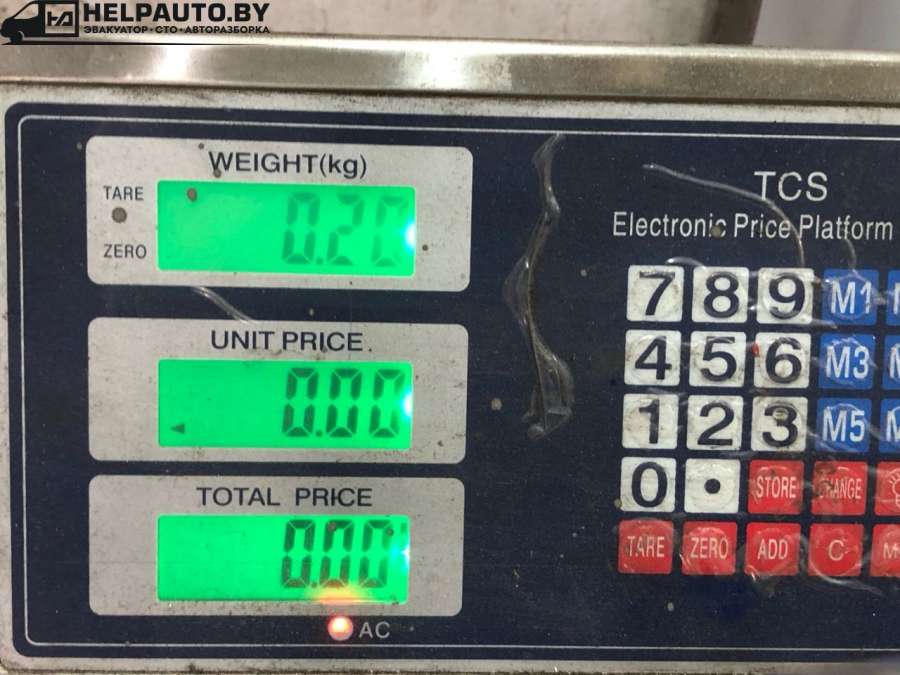 HELPAUTO.BY
ЭВАКУАТОР · СТО · АВТОРАЗБОРКА
WEIGHT(kg)
TARE
ZERO
0.20
UNIT PRICE
0.00
TOTAL PRICE
0.00
AC
TCS
Electronic Price Platform
7 8 9 M1
4 5 6 M3
1 2 3 M5
0 • STORE CHANGE
TARE ZERO ADD C